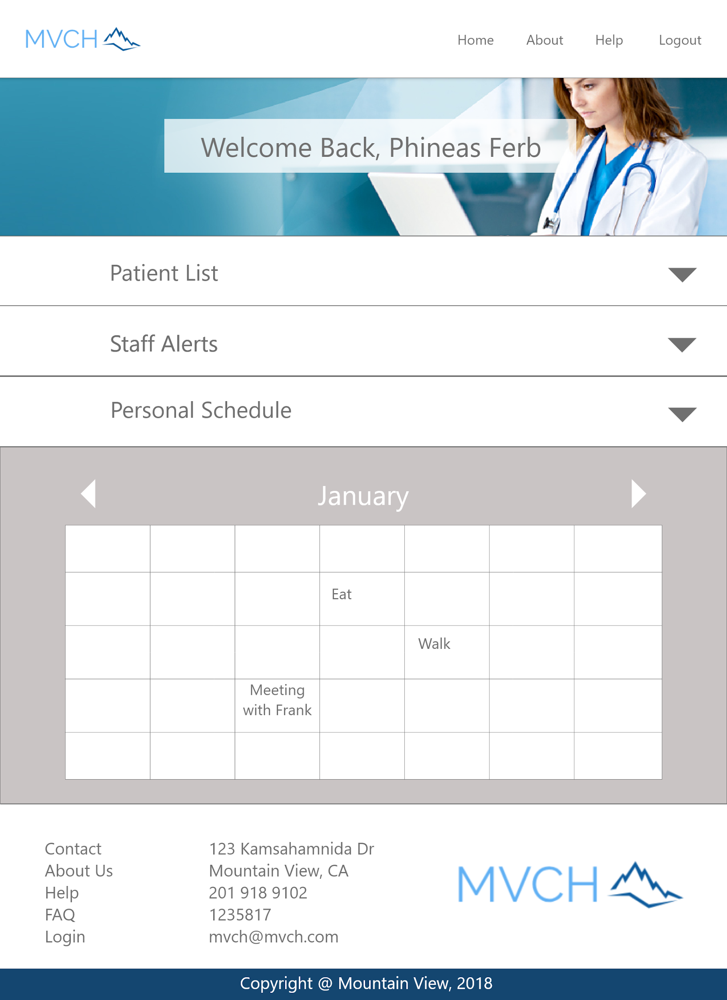 MVCH
Home About Help Logout
Welcome Back, Phineas Ferb
Patient List
Staff Alerts
Personal Schedule
January
Eat
Walk
Meeting
with Frank
Contact
About Us
Help
FAQ
Login
123 Kamsahamnida Dr
Mountain View, CA
201 918 9102
1235817
mvch@mvch.com
MVCH
Copyright @ Mountain View, 2018